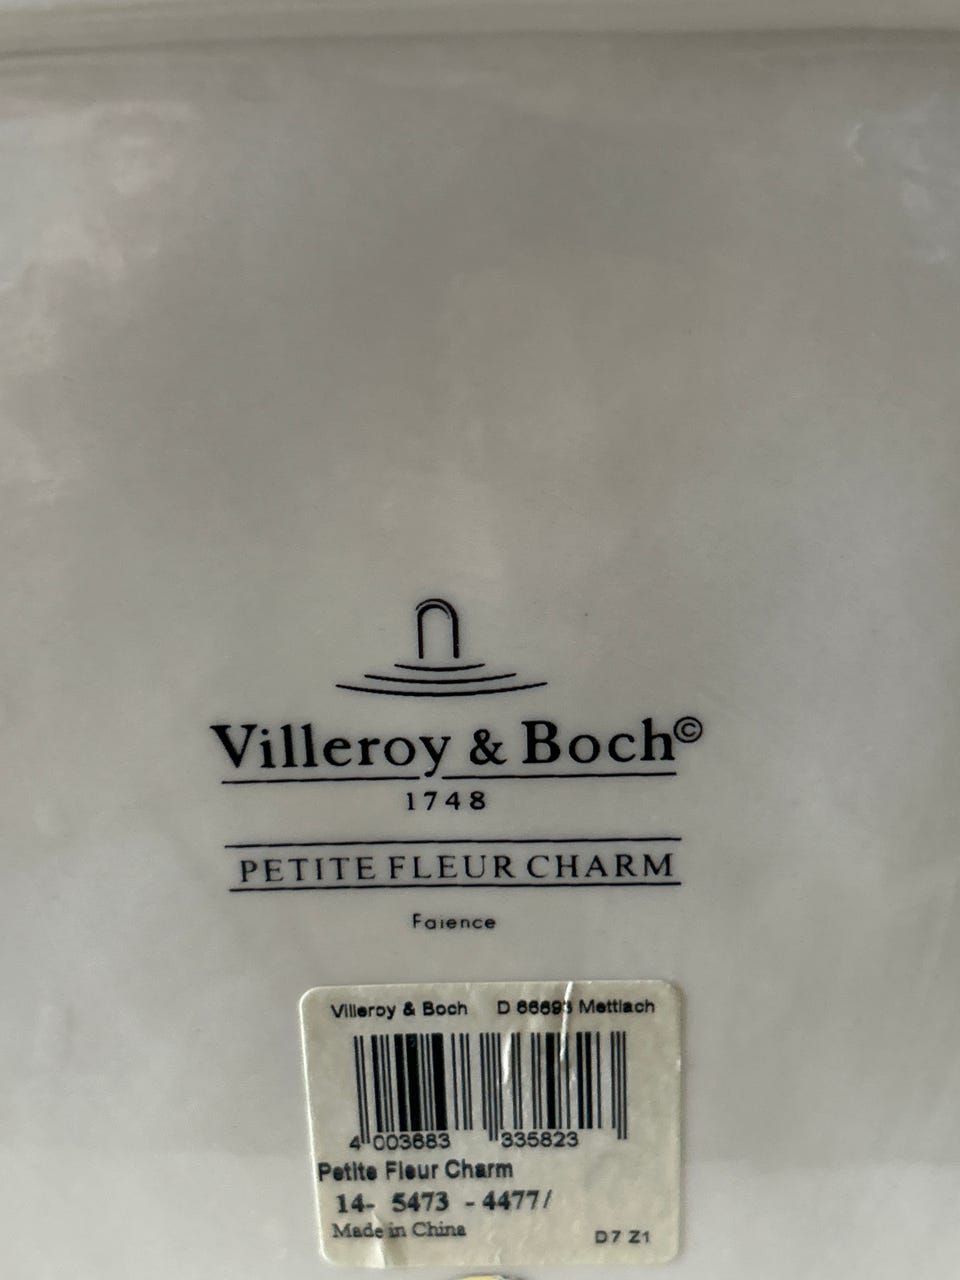 Villeroy & Boch©
1748
PETITE FLEUR CHARM
Faience
Villeroy & Boch D 66693 Mettlach
4 003683 335823
Petite Fleur Charm
14- 5473 - 4477/
Made in China
D7 Z1